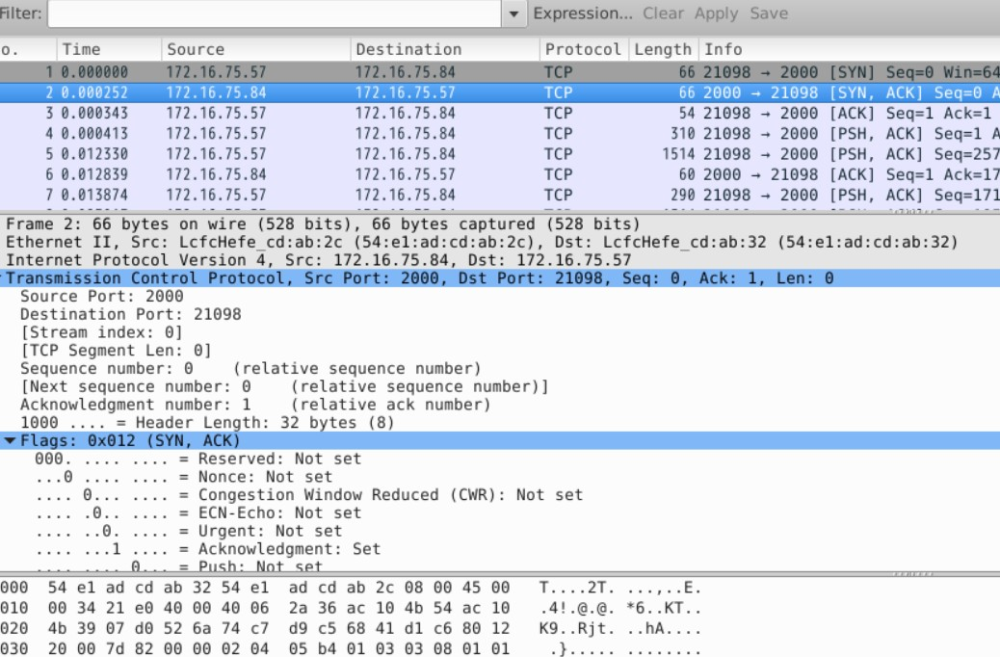 Filter: Expression... Clear Apply Save
o. Time Source Destination Protocol Length Info
1 0.000000 172.16.75.57 172.16.75.84 TCP 66 21098 → 2000 [SYN] Seq=0 Win=64
2 0.000252 172.16.75.84 172.16.75.57 TCP 66 2000 → 21098 [SYN, ACK] Seq=0 A
3 0.000343 172.16.75.57 172.16.75.84 TCP 54 21098 → 2000 [ACK] Seq=1 Ack=1
4 0.000413 172.16.75.57 172.16.75.84 TCP 310 21098 → 2000 [PSH, ACK] Seq=1 A
5 0.012330 172.16.75.57 172.16.75.84 TCP 1514 21098 → 2000 [PSH, ACK] Seq=257
6 0.012839 172.16.75.84 172.16.75.57 TCP 60 2000 → 21098 [ACK] Seq=1 Ack=17
7 0.013874 172.16.75.57 172.16.75.84 TCP 290 21098 → 2000 [PSH, ACK] Seq=171
Frame 2: 66 bytes on wire (528 bits), 66 bytes captured (528 bits)
Ethernet II, Src: LcfcHefe_cd:ab:2c (54:e1:ad:cd:ab:2c), Dst: LcfcHefe_cd:ab:32 (54:e1:ad:cd:ab:32)
Internet Protocol Version 4, Src: 172.16.75.84, Dst: 172.16.75.57
Transmission Control Protocol, Src Port: 2000, Dst Port: 21098, Seq: 0, Ack: 1, Len: 0
Source Port: 2000
Destination Port: 21098
[Stream index: 0]
[TCP Segment Len: 0]
Sequence number: 0 (relative sequence number)
[Next sequence number: 0 (relative sequence number)]
Acknowledgment number: 1 (relative ack number)
1000 .... = Header Length: 32 bytes (8)
Flags: 0x012 (SYN, ACK)
000. .... .... = Reserved: Not set
...0 .... .... = Nonce: Not set
.... 0... .... = Congestion Window Reduced (CWR): Not set
.... .0.. .... = ECN-Echo: Not set
.... ..0. .... = Urgent: Not set
.... ...1 .... = Acknowledgment: Set
.... .... 0... = Push: Not set
000 54 e1 ad cd ab 32 54 e1 ad cd ab 2c 08 00 45 00 T....2T. ...,..E.
010 00 34 21 e0 40 00 40 06 2a 36 ac 10 4b 54 ac 10 .4!.@.@. *6..KT..
020 4b 39 07 d0 52 6a 74 c7 d9 c5 68 41 d1 c6 80 12 K9..Rjt. ..hA....
030 20 00 7d 82 00 00 02 04 05 b4 01 03 03 08 01 01 .}..... ........